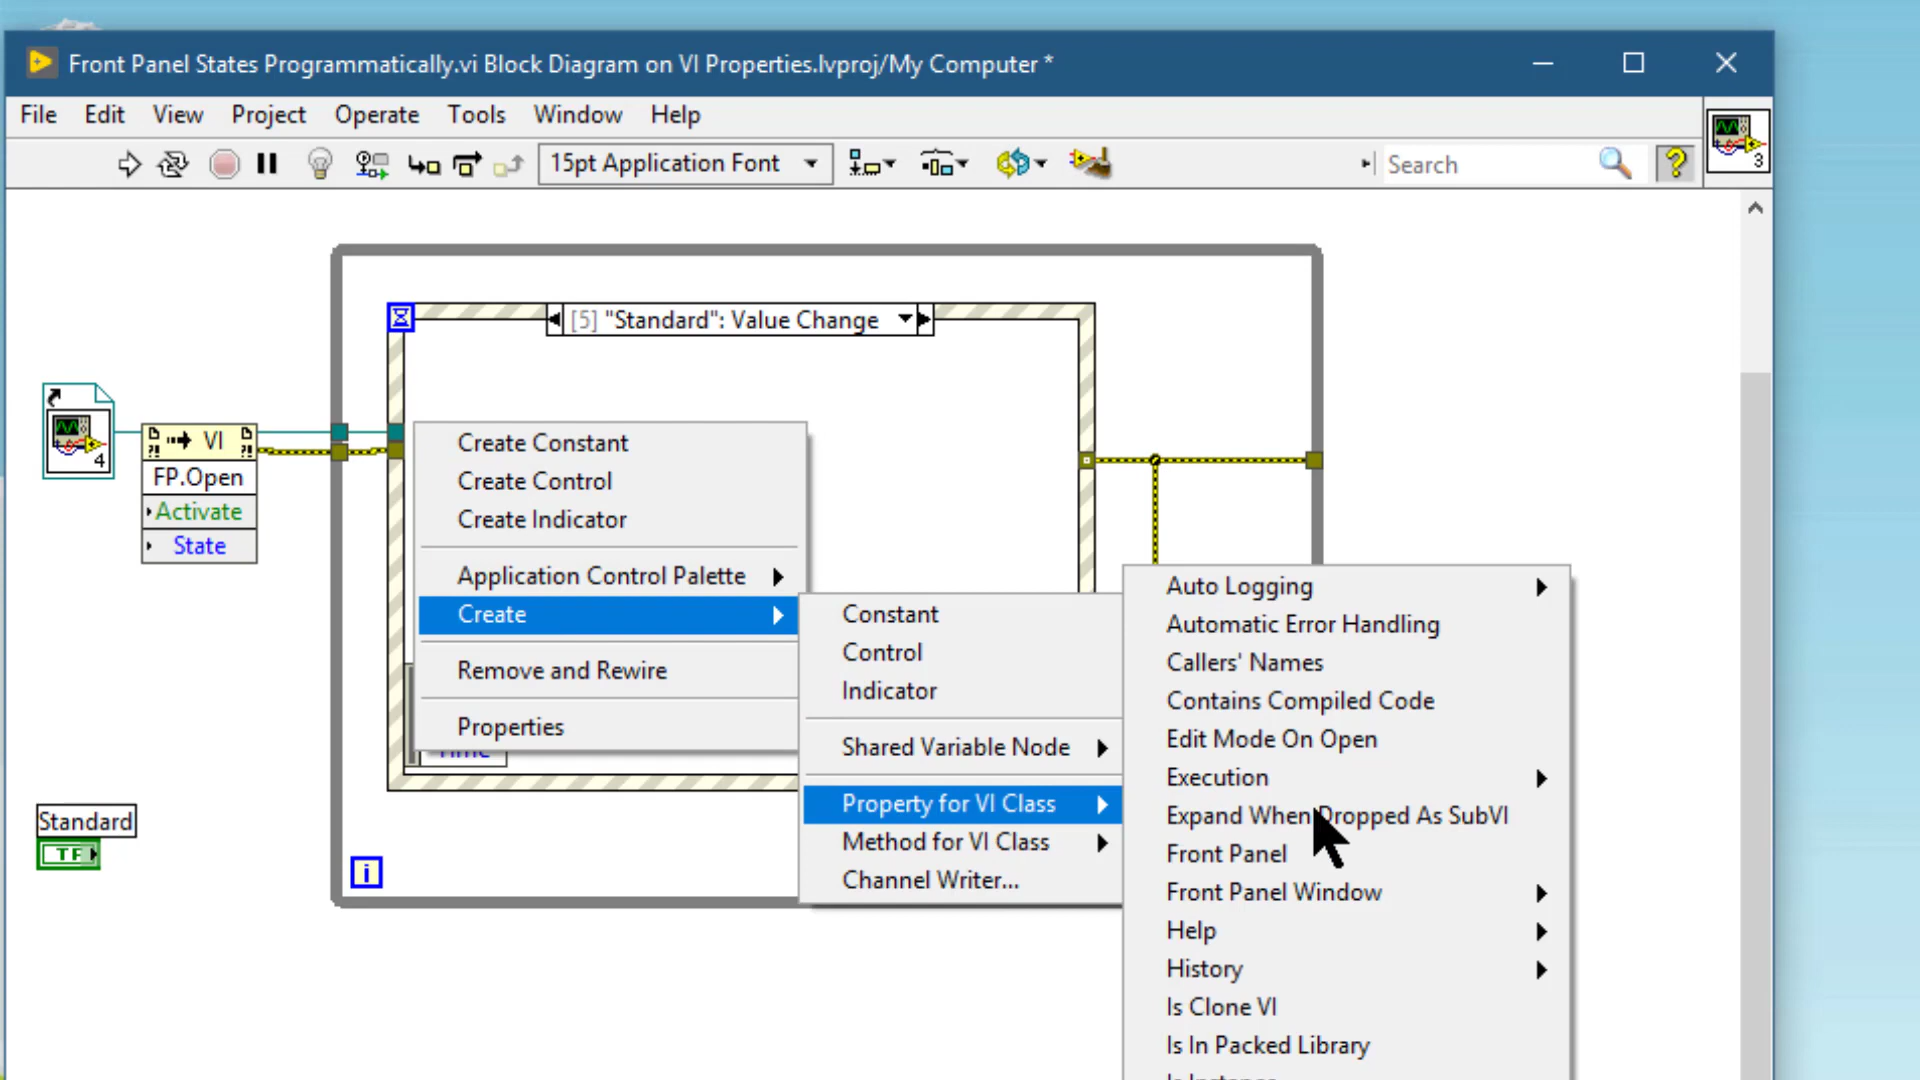 Front Panel States Programmatically.vi Block Diagram on VI Properties.lvproj/My Computer *
File Edit View Project Operate Tools Window Help
15pt Application Font
Search
?
3
[5] "Standard": Value Change
4
VI
FP.Open
Activate
State
Create Constant
Create Control
Create Indicator
Application Control Palette
Create
Remove and Rewire
Properties
Time
Constant
Control
Indicator
Shared Variable Node
Property for VI Class
Method for VI Class
Channel Writer...
Auto Logging
Automatic Error Handling
Callers' Names
Contains Compiled Code
Edit Mode On Open
Execution
Expand When Dropped As SubVI
Front Panel
Front Panel Window
Help
History
Is Clone VI
Is In Packed Library
Is Instance
Standard
TF
i